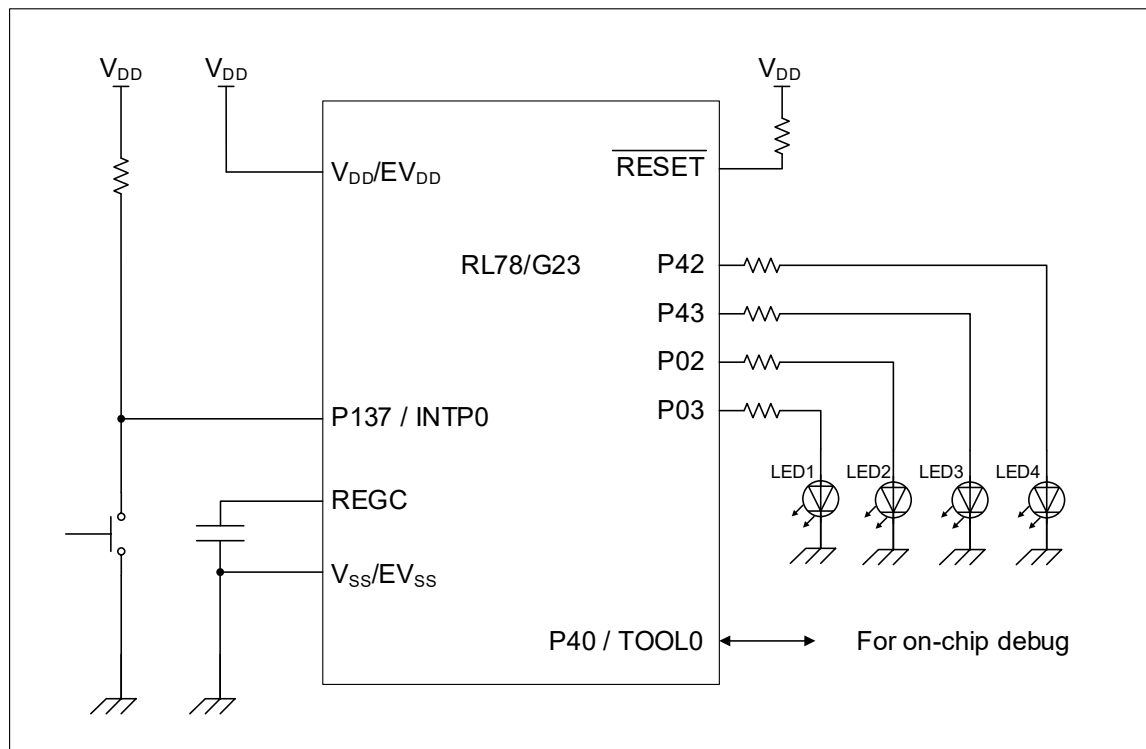 VDD
VDD
VDD
VDD/EVDD
RESET
RL78/G23
P42
P43
P02
P03
P137 / INTP0
LED1
LED2
LED3
LED4
REGC
VSS/EVSS
P40 / TOOL0
For on-chip debug